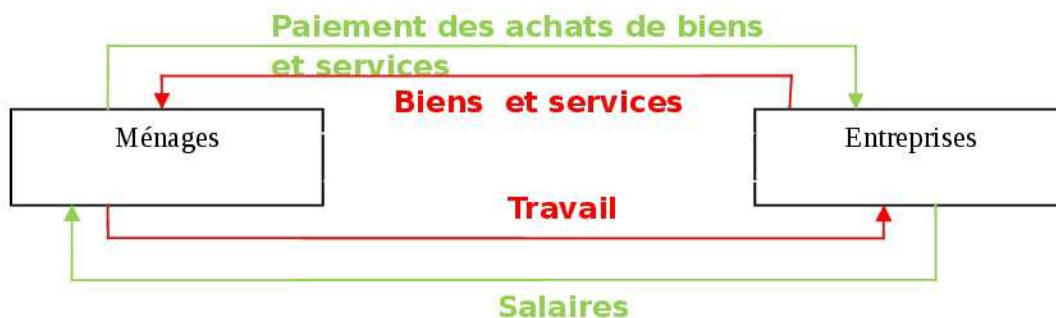 Paiement des achats de biens
et services
Biens et services
Ménages
Entreprises
Travail
Salaires